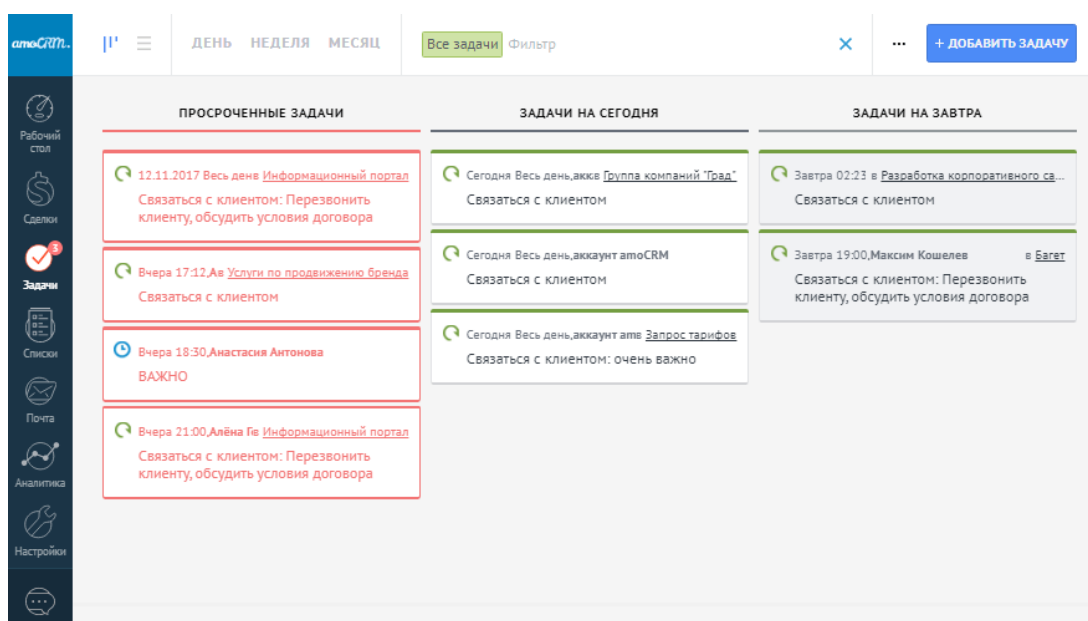 amoCRM.
ДЕНЬ НЕДЕЛЯ МЕСЯЦ
Все задачи Фильтр
+ ДОБАВИТЬ ЗАДАЧУ
Рабочий
стол
Сделки
3
Задачи
Списки
Почта
Аналитика
Настройки
ПРОСРОЧЕННЫЕ ЗАДАЧИ
12.11.2017 Весь денв Информационный портал
Связаться с клиентом: Перезвонить
клиенту, обсудить условия договора
Вчера 17:12,Ав Услуги по продвижению бренда
Связаться с клиентом
Вчера 18:30,Анастасия Антонова
ВАЖНО
Вчера 21:00,Алёна Гв Информационный портал
Связаться с клиентом: Перезвонить
клиенту, обсудить условия договора
ЗАДАЧИ НА СЕГОДНЯ
Сегодня Весь день,аккв Группа компаний "Град"
Связаться с клиентом
Сегодня Весь день,аккаунт amoCRM
Связаться с клиентом
Сегодня Весь день,аккаунт amв Запрос тарифов
Связаться с клиентом: очень важно
ЗАДАЧИ НА ЗАВТРА
Завтра 02:23 в Разработка корпоративного са...
Связаться с клиентом
Завтра 19:00,Максим Кошелев в Багет
Связаться с клиентом: Перезвонить
клиенту, обсудить условия договора